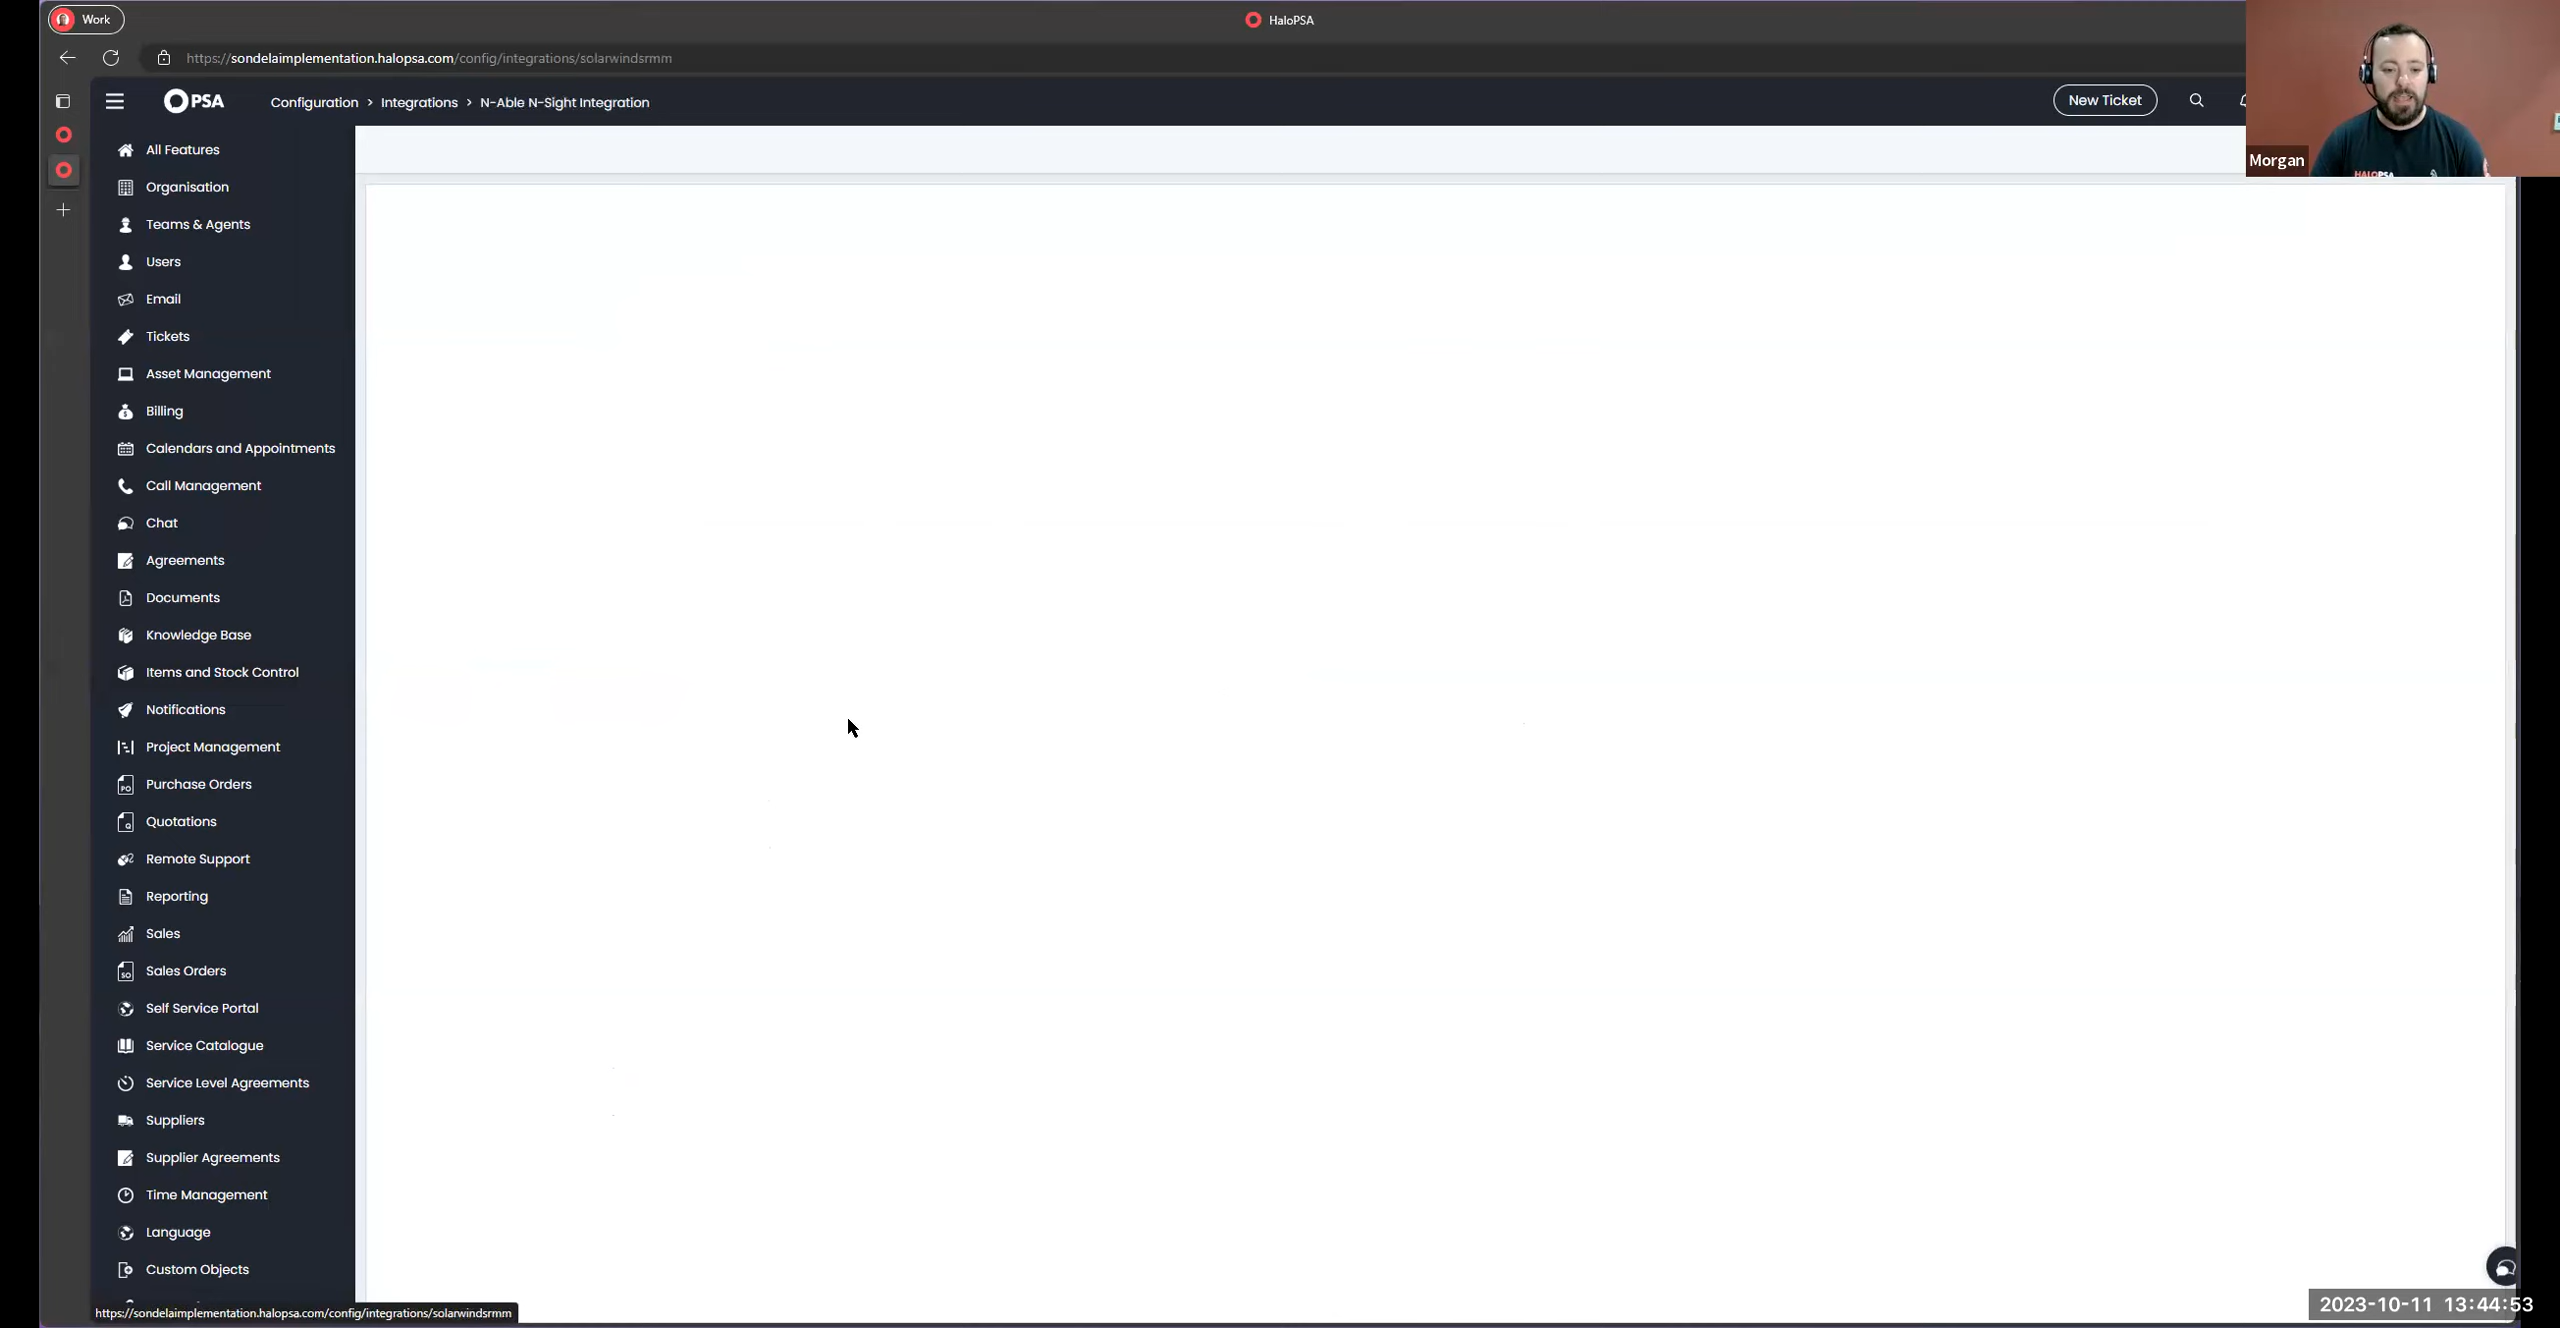 Work
HaloPSA
https://sondelaimplementation.halopsa.com/config/integrations/solarwindsrmm
PSA
Configuration > Integrations > N-Able N-Sight Integration
New Ticket
Morgan
HALOPSA
All Features
Organisation
Teams & Agents
Users
Email
Tickets
Asset Management
Billing
Calendars and Appointments
Call Management
Chat
Agreements
Documents
Knowledge Base
Items and Stock Control
Notifications
Project Management
Purchase Orders
Quotations
Remote Support
Reporting
Sales
Sales Orders
Self Service Portal
Service Catalogue
Service Level Agreements
Suppliers
Supplier Agreements
Time Management
Language
Custom Objects
https://sondelaimplementation.halopsa.com/config/integrations/solarwindsrmm
2023-10-11 13:44:53